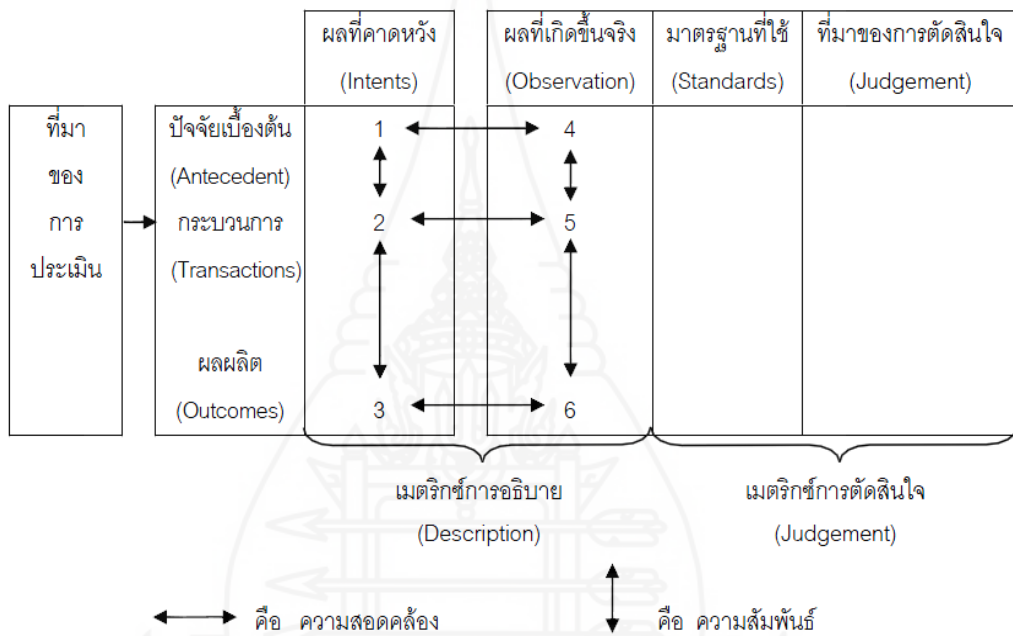 ผลที่คาดหวัง ผลที่เกิดขึ้นจริง มาตรฐานที่ใช้ ที่มาของการตัดสินใจ
(Intents) (Observation) (Standards) (Judgement)
ที่มา ปัจจัยเบื้องต้น 1 4
ของ (Antecedent)
การ กระบวนการ 2 5
ประเมิน (Transactions)
ผลผลิต
(Outcomes) 3 6
เมตริกซ์การอธิบาย เมตริกซ์การตัดสินใจ
(Description) (Judgement)
คือ ความสอดคล้อง คือ ความสัมพันธ์